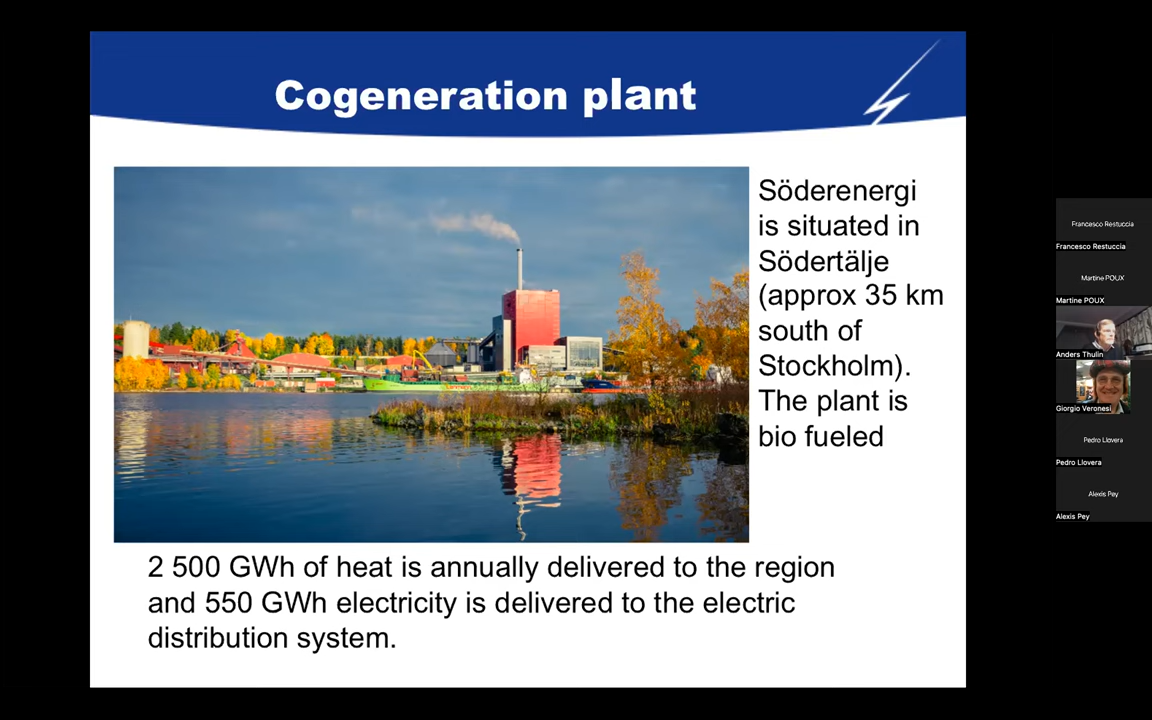 Cogeneration plant
Söderenergi
is situated in
Södertälje
(approx 35 km
south of
Stockholm).
The plant is
bio fueled
2 500 GWh of heat is annually delivered to the region
and 550 GWh electricity is delivered to the electric
distribution system.
Francesco Restuccia
Francesco Restuccia
Martine POUX
Martine POUX
Anders Thulin
Giorgio Veronesi
Pedro Llovera
Pedro Llovera
Alexis Pey
Alexis Pey